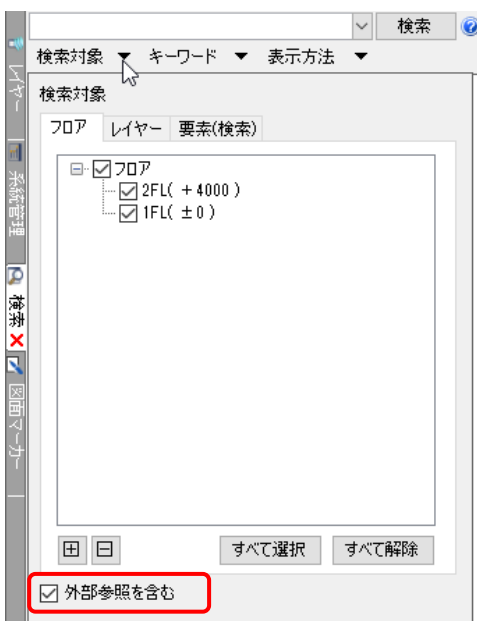 検索
検索対象 ▼ キーワード ▼ 表示方法 ▼
検索対象
フロア レイヤー 要素(検索)
フロア
2FL( +4000 )
1FL( ±0 )
すべて選択 すべて解除
外部参照を含む
レイヤー
系統管理
検索
図面マーカー